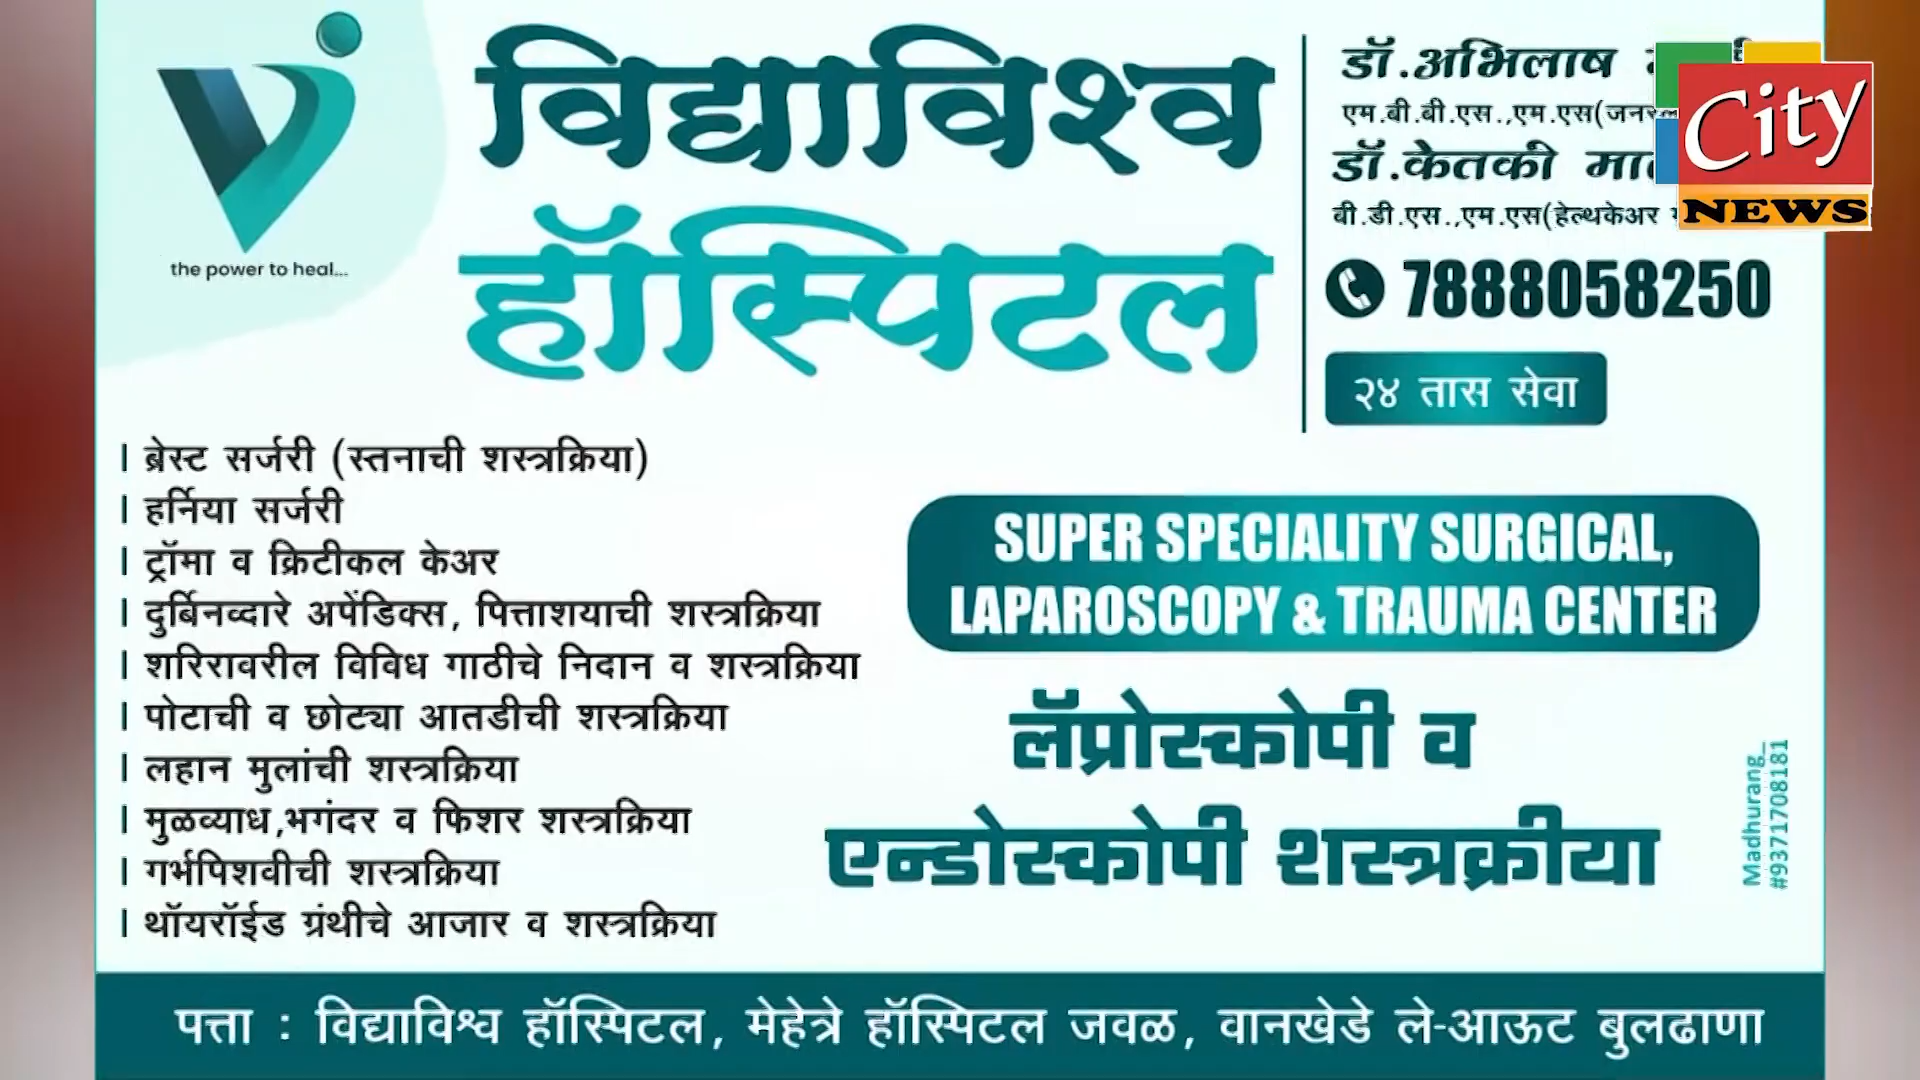 the power to heal...
विद्याविश्व
हॉस्पिटल
डॉ.अभिलाष
एम.बी.बी.एस.,एम.एस(जनरल
डॉ.केतकी
बी.डी.एस.,एम.एस(हेल्थकेअर
7888058250
२४ तास सेवा
City
NEWS
। ब्रेस्ट सर्जरी (स्तनाची शस्त्रक्रिया)
। हर्निया सर्जरी
। ट्रॉमा व क्रिटीकल केअर
। दुर्बिनव्दारे अपेंडिक्स, पित्ताशयाची शस्त्रक्रिया
। शरिरावरील विविध गाठीचे निदान व शस्त्रक्रिया
। पोटाची व छोट्या आतडीची शस्त्रक्रिया
। लहान मुलांची शस्त्रक्रिया
। मुळव्याध,भगंदर व फिशर शस्त्रक्रिया
। गर्भपिशवीची शस्त्रक्रिया
। थॉयरॉईड ग्रंथीचे आजार व शस्त्रक्रिया
SUPER SPECIALITY SURGICAL,
LAPAROSCOPY & TRAUMA CENTER
लॅप्रोस्कोपी व
एन्डोस्कोपी शस्त्रक्रीया
Madhurang_
#9371708181
पत्ता : विद्याविश्व हॉस्पिटल, मेहेत्रे हॉस्पिटल जवळ, वानखेडे ले-आऊट बुलढाणा